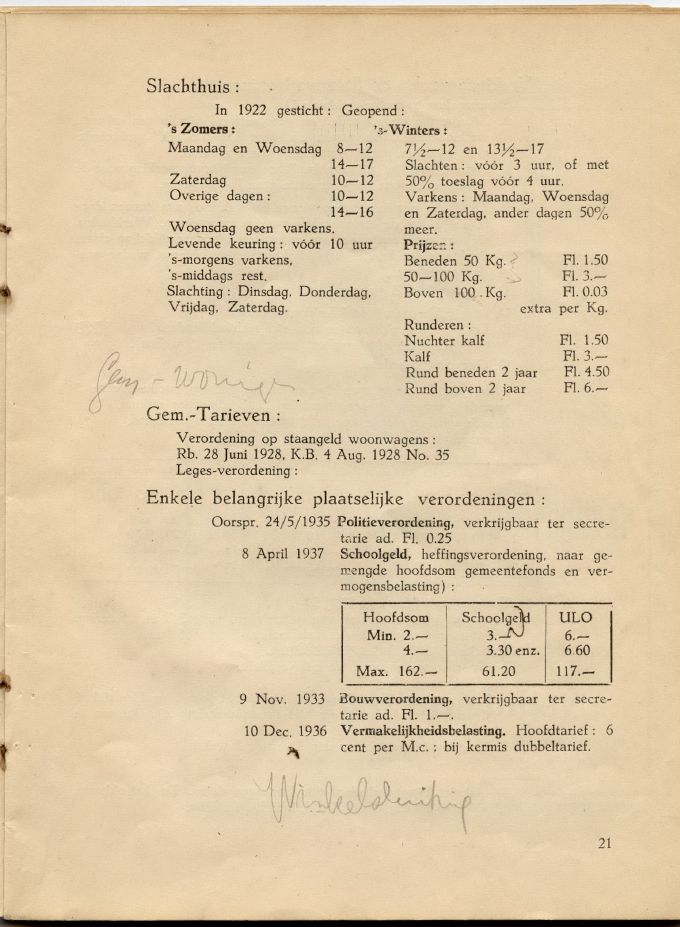 Slachthuis :
In 1922 gesticht : Geopend :
's Zomers :
Maandag en Woensdag 8—12
14—17
Zaterdag 10—12
Overige dagen : 10—12
14—16
Woensdag geen varkens.
Levende keuring : vóór 10 uur
's-morgens varkens,
's-middags rest.
Slachting : Dinsdag, Donderdag,
Vrijdag, Zaterdag.
's-Winters :
7½—12 en 13½—17
Slachten : vóór 3 uur, of met
50% toeslag vóór 4 uur.
Varkens : Maandag, Woensdag
en Zaterdag, ander dagen 50%
meer.
Prijzen :
Beneden 50 Kg. Fl. 1.50
50—100 Kg. Fl. 3.—
Boven 100 Kg. Fl. 0.03
extra per Kg.
Runderen :
Nuchter kalf Fl. 1.50
Kalf Fl. 3.—
Rund beneden 2 jaar Fl. 4.50
Rund boven 2 jaar Fl. 6.—
Gem - Woningen
Gem.-Tarieven :
Verordening op staangeld woonwagens :
Rb. 28 Juni 1928, K.B. 4 Aug. 1928 No. 35
Leges-verordening :
Enkele belangrijke plaatselijke verordeningen :
Oorspr. 24/5/1935 Politieverordening, verkrijgbaar ter secre-
tarie ad. Fl. 0.25
8 April 1937 Schoolgeld, heffingsverordening, naar ge-
mengde hoofdsom gemeentefonds en ver-
mogensbelasting) :
Hoofdsom Schoolgeld ULO
Min. 2.— 3.— 6.—
4.— 3.30 enz. 6 60
Max. 162.— 61.20 117.—
9 Nov. 1933 Bouwverordening, verkrijgbaar ter secre-
tarie ad. Fl. 1.—.
10 Dec. 1936 Vermakelijkheidsbelasting. Hoofdtarief : 6
cent per M.c. ; bij kermis dubbeltarief.
Winkelsluiting
21